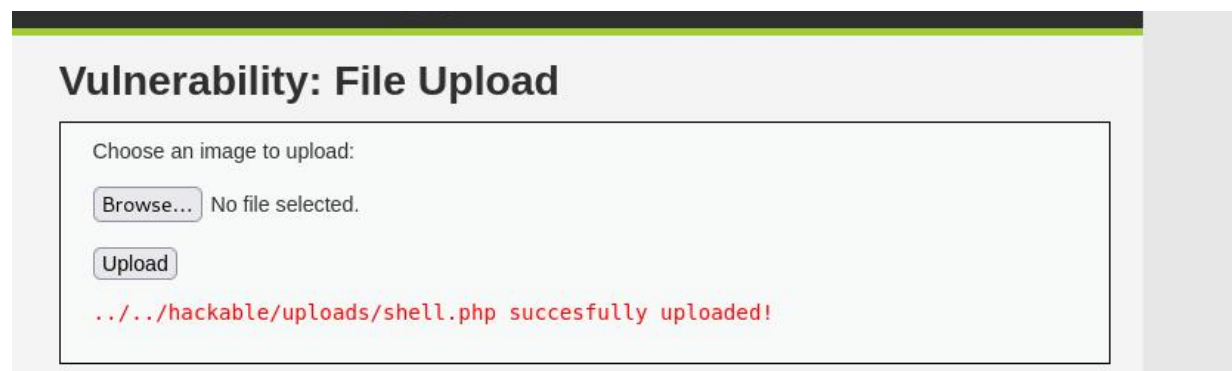 Vulnerability: File Upload
Choose an image to upload:
Browse... No file selected.
Upload
../../hackable/uploads/shell.php succesfully uploaded!